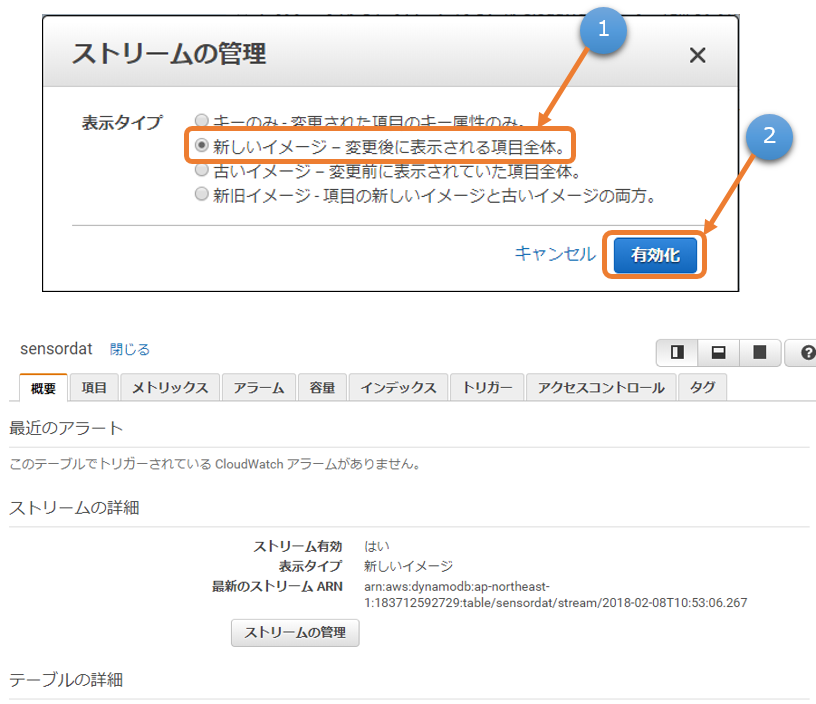 1
ストリームの管理
表示タイプ
キーのみ - 変更された項目のキー属性のみ。
新しいイメージ – 変更後に表示される項目全体。
古いイメージ – 変更前に表示されていた項目全体。
新旧イメージ - 項目の新しいイメージと古いイメージの両方。
2
キャンセル 有効化
sensordat 閉じる
?
概要 項目 メトリックス アラーム 容量 インデックス トリガー アクセスコントロール タグ
最近のアラート
このテーブルでトリガーされている CloudWatch アラームがありません。
ストリームの詳細
ストリーム有効 はい
表示タイプ 新しいイメージ
最新のストリーム ARN arn:aws:dynamodb:ap-northeast-
1:183712592729:table/sensordat/stream/2018-02-08T10:53:06.267
ストリームの管理
テーブルの詳細